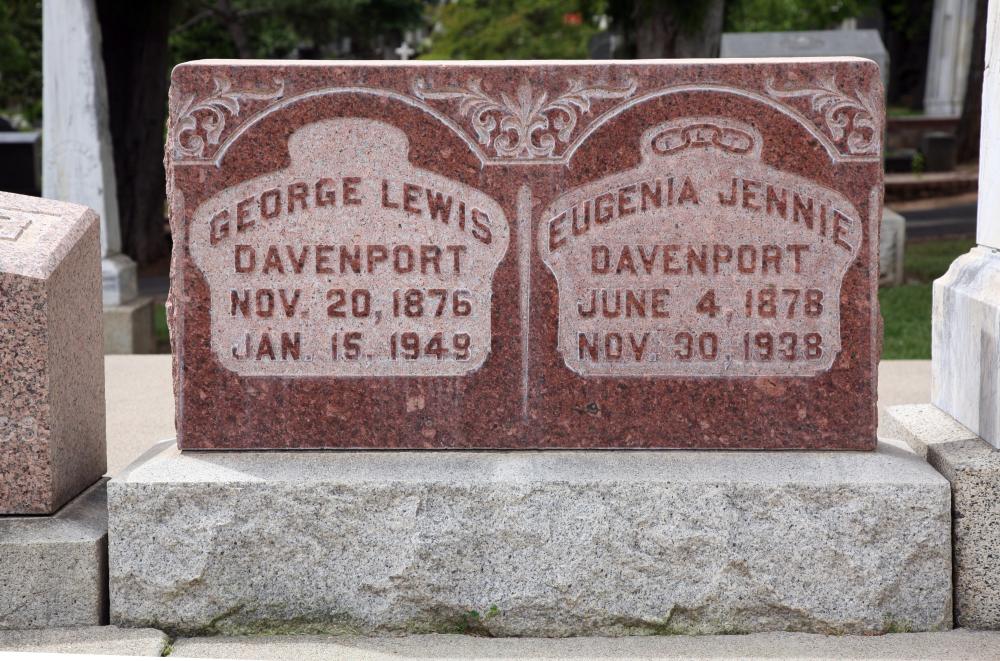 GEORGE LEWIS
DAVENPORT
NOV. 20, 1876
JAN. 15, 1949
EUGENIA JENNIE
DAVENPORT
JUNE 4, 1878
NOV. 30, 1938